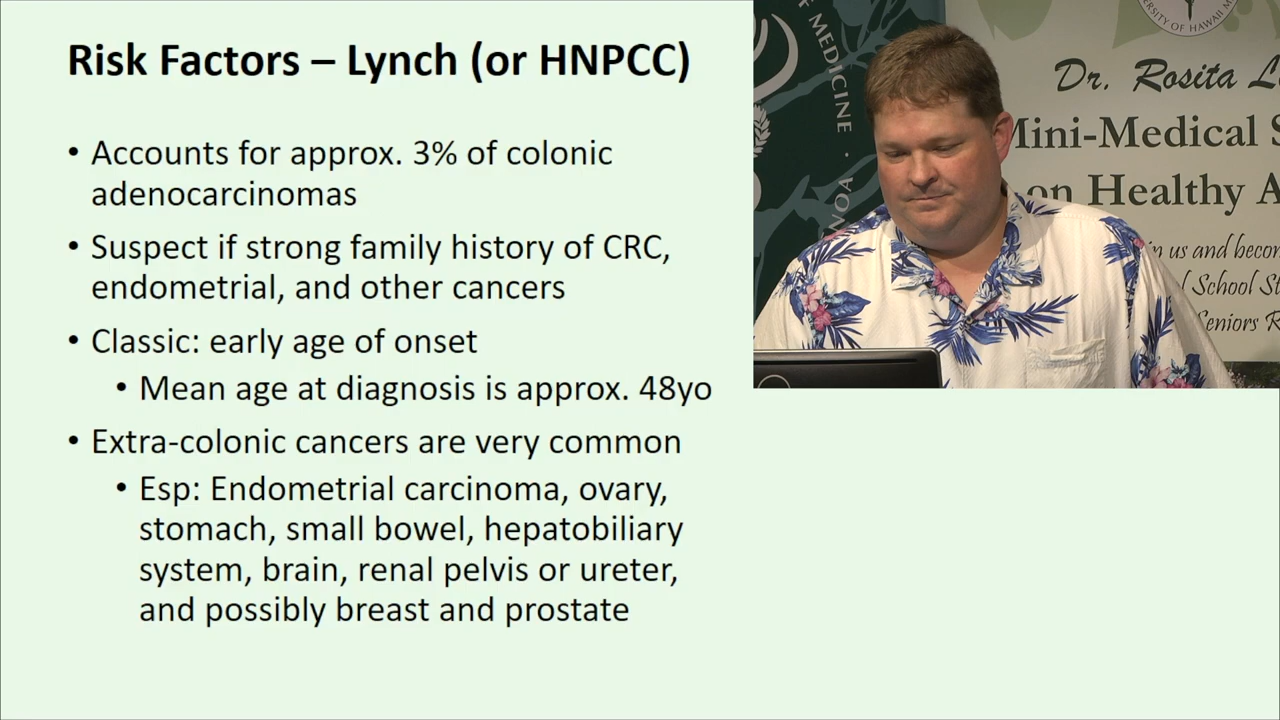 Risk Factors – Lynch (or HNPCC)
• Accounts for approx. 3% of colonic
adenocarcinomas
• Suspect if strong family history of CRC,
endometrial, and other cancers
• Classic: early age of onset
• Mean age at diagnosis is approx. 48yo
• Extra-colonic cancers are very common
• Esp: Endometrial carcinoma, ovary,
stomach, small bowel, hepatobiliary
system, brain, renal pelvis or ureter,
and possibly breast and prostate
OF MEDICINE ·
OF HAWAII
Dr. Rosita
Mini-Medical
on Healthy
us and
School
Seniors